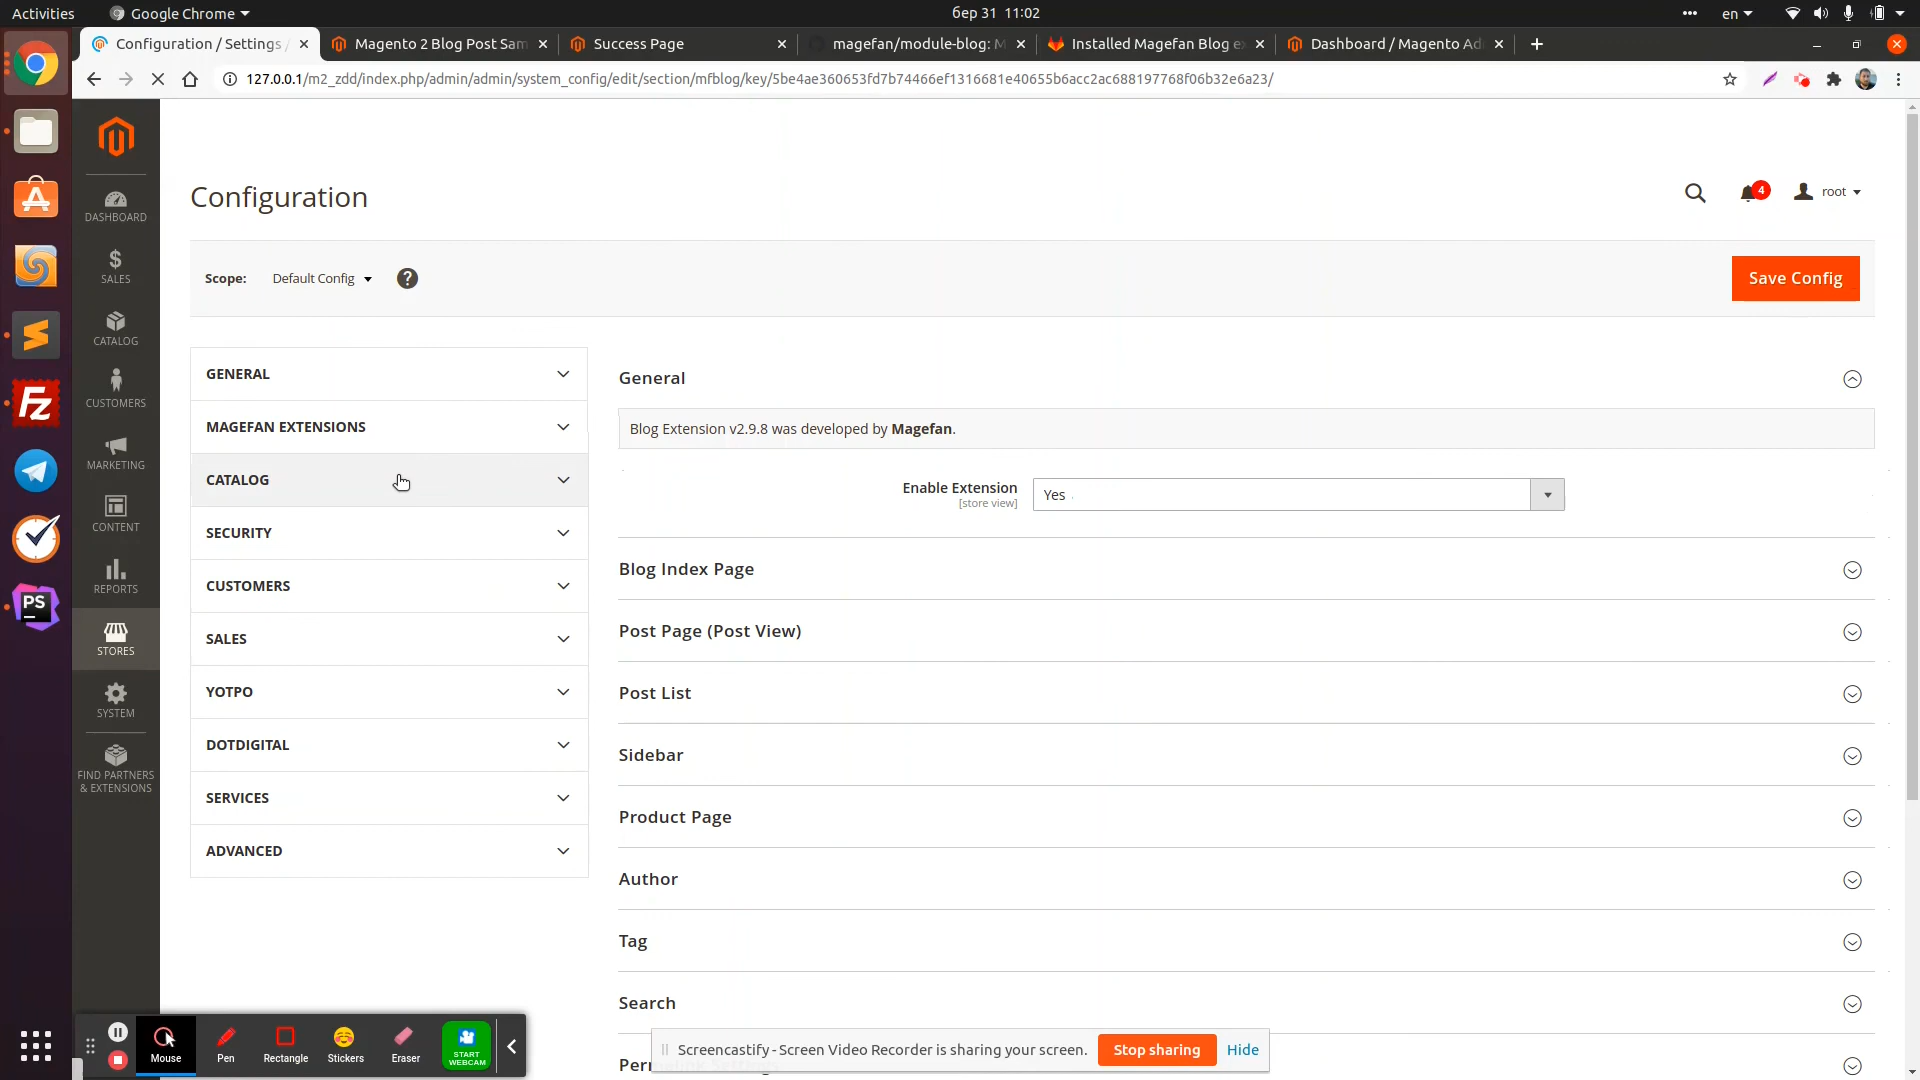 Activities
Google Chrome
бер 31 11:02
en
Configuration / Settings /
Magento 2 Blog Post Sam
Success Page
magefan/module-blog: M
Installed Magefan Blog e
Dashboard / Magento Ad
127.0.0.1/m2_zdd/index.php/admin/admin/system_config/edit/section/mfblog/key/5be4ae360653fd7b74466ef1316681e40655b6acc2ac688197768f06b32e6a23/
DASHBOARD
SALES
CATALOG
CUSTOMERS
MARKETING
CONTENT
REPORTS
STORES
SYSTEM
FIND PARTNERS
& EXTENSIONS
Configuration
4
root
Scope:
Default Config
?
Save Config
GENERAL
MAGEFAN EXTENSIONS
CATALOG
SECURITY
CUSTOMERS
SALES
YOTPO
DOTDIGITAL
SERVICES
ADVANCED
General
Blog Extension v2.9.8 was developed by Magefan.
Enable Extension
[store view]
Yes
Blog Index Page
Post Page (Post View)
Post List
Sidebar
Product Page
Author
Tag
Search
Fz
PS
Mouse
Pen
Rectangle
Stickers
Eraser
START
WEBCAM
Screencastify - Screen Video Recorder is sharing your screen.
Stop sharing
Hide